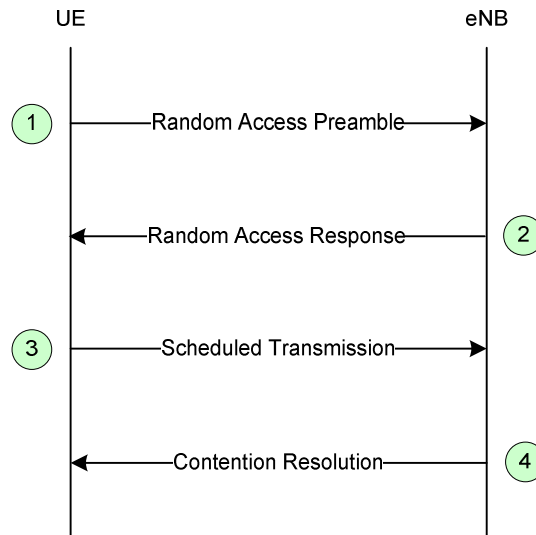 UE
eNB
1
Random Access Preamble
Random Access Response
2
3
Scheduled Transmission
Contention Resolution
4